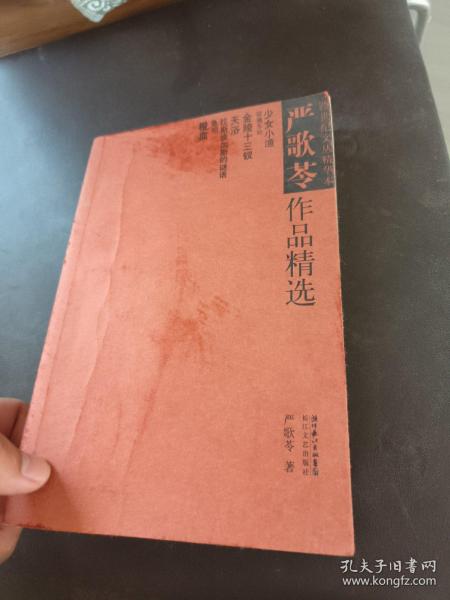 严歌苓
作品精选
少女小渔
金陵十三钗
天浴
拉斯维加斯的谜语
橙血
严歌苓 著
长江文艺出版社
孔夫子旧书网
www.kongfz.com